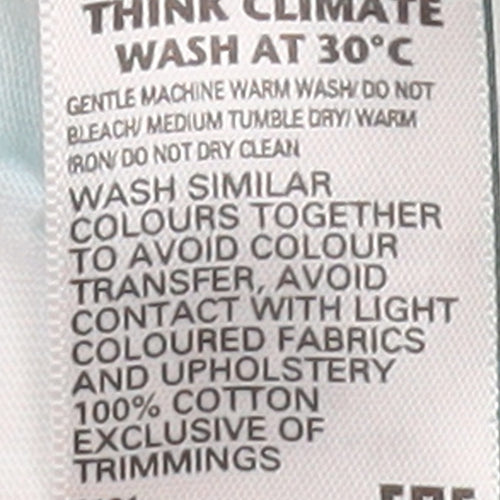 THINK CLIMATE
WASH AT 30°C
GENTLE MACHINE WARM WASH/ DO NOT
BLEACH/ MEDIUM TUMBLE DRY/ WARM
IRON/ DO NOT DRY CLEAN
WASH SIMILAR
COLOURS TOGETHER
TO AVOID COLOUR
TRANSFER, AVOID
CONTACT WITH LIGHT
COLOURED FABRICS
AND UPHOLSTERY
100% COTTON
EXCLUSIVE OF
TRIMMINGS